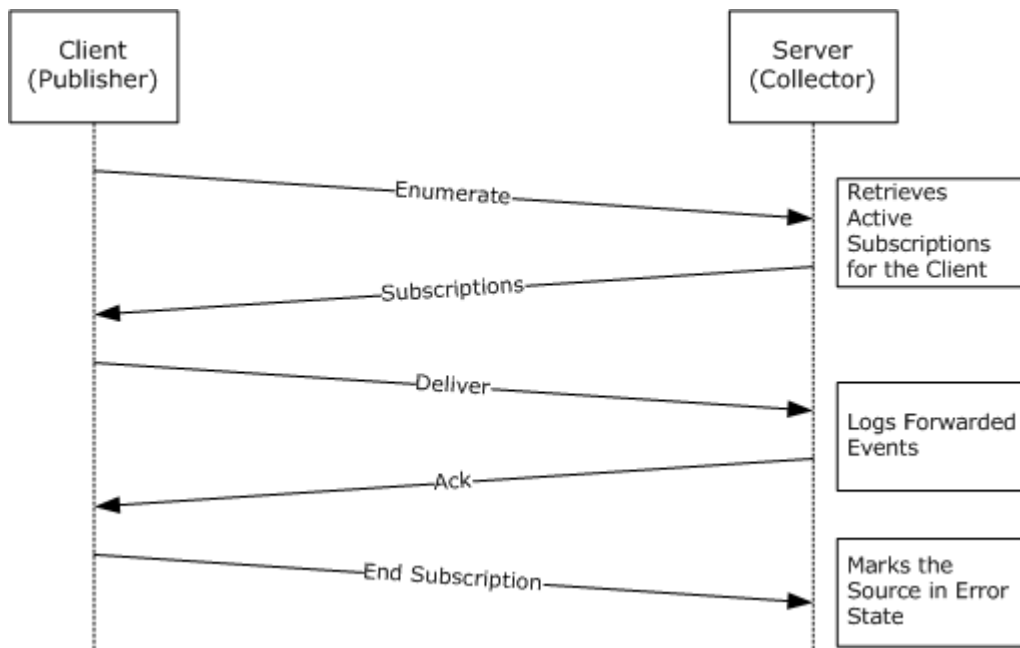 Client
(Publisher)
Server
(Collector)
Enumerate
Retrieves
Active
Subscriptions
for the Client
Subscriptions
Deliver
Logs Forwarded
Events
Ack
End Subscription
Marks the
Source in Error
State